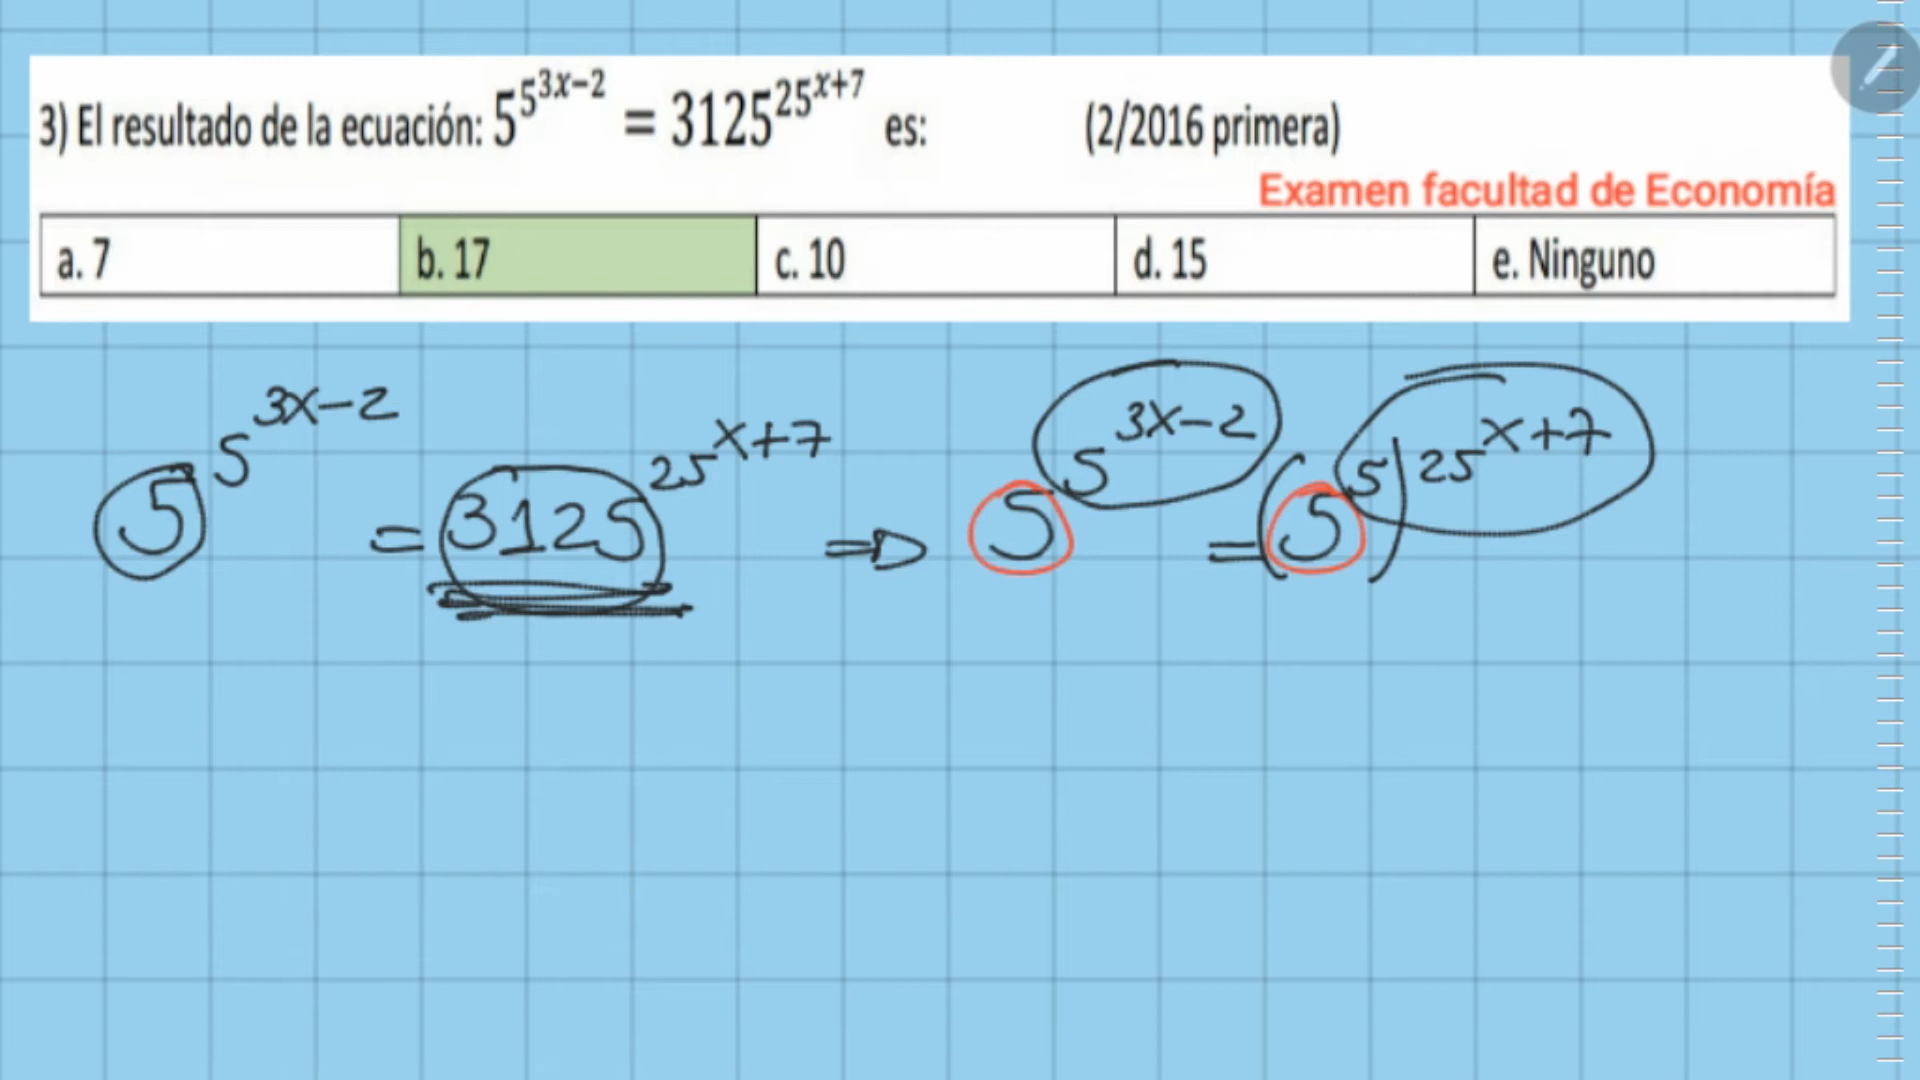 3) El resultado de la ecuación: 5^{5^{3x−2}} = 3125^{25^{x+7}} es: (2/2016 primera)
Examen facultad de Economía
a. 7 b. 17 c. 10 d. 15 e. Ninguno
5^{5^{3x−2}} = 3125^{25^{x+7}} ⇒ 5^{5^{3x−2}} = (5^5)^{25^{x+7}}